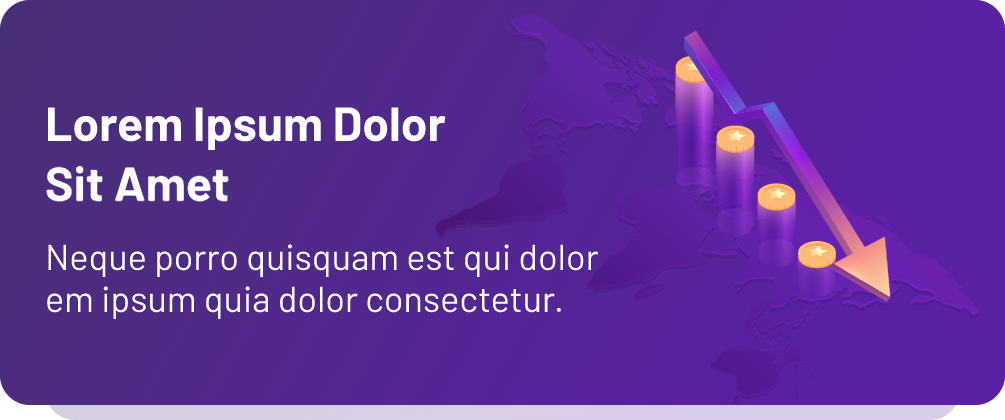 Lorem Ipsum Dolor
Sit Amet
Neque porro quisquam est qui dolor
em ipsum quia dolor consectetur.